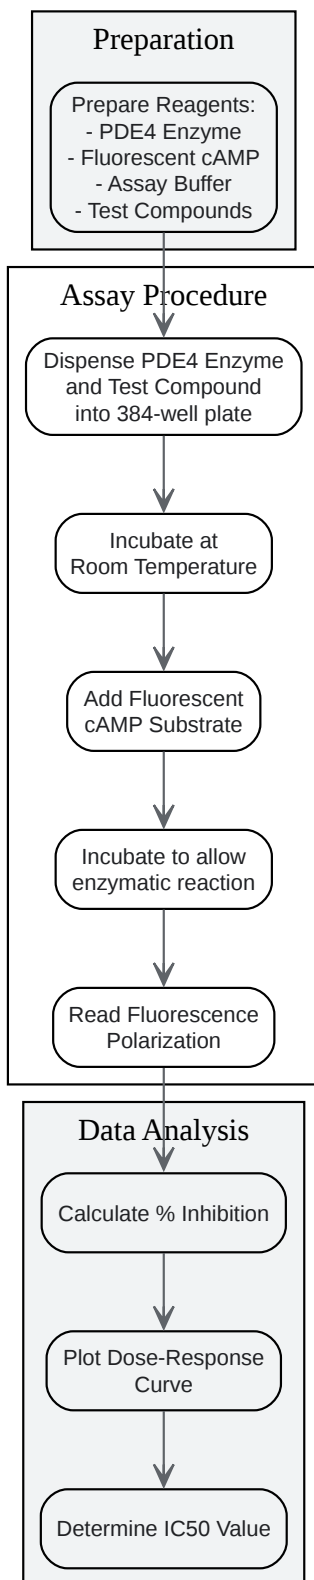 Preparation
Prepare Reagents:
- PDE4 Enzyme
- Fluorescent cAMP
- Assay Buffer
- Test Compounds
Assay Procedure
Dispense PDE4 Enzyme
and Test Compound
into 384-well plate
Incubate at
Room Temperature
Add Fluorescent
cAMP Substrate
Incubate to allow
enzymatic reaction
Read Fluorescence
Polarization
Data Analysis
Calculate % Inhibition
Plot Dose-Response
Curve
Determine IC50 Value